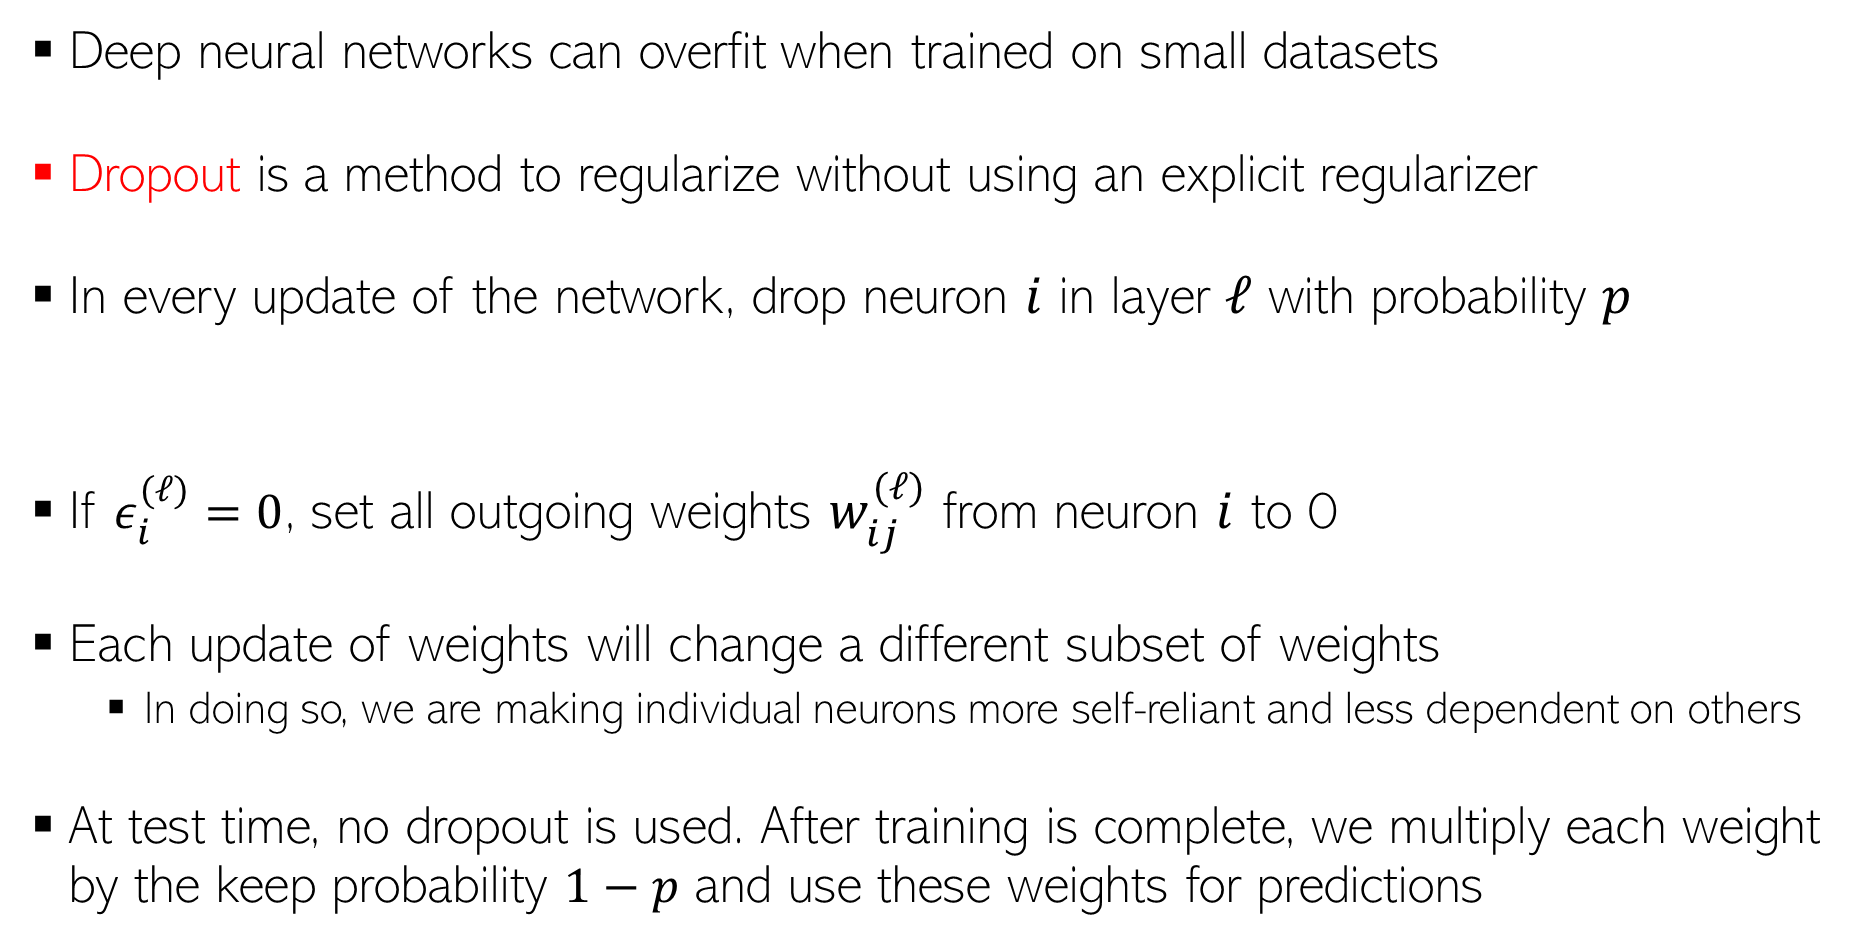 ▪ Deep neural networks can overfit when trained on small datasets
▪ Dropout is a method to regularize without using an explicit regularizer
▪ In every update of the network, drop neuron i in layer ℓ with probability p
▪ If ϵ_i^(ℓ) = 0, set all outgoing weights w_ij^(ℓ) from neuron i to 0
▪ Each update of weights will change a different subset of weights
▪ In doing so, we are making individual neurons more self-reliant and less dependent on others
▪ At test time, no dropout is used. After training is complete, we multiply each weight
by the keep probability 1 − p and use these weights for predictions